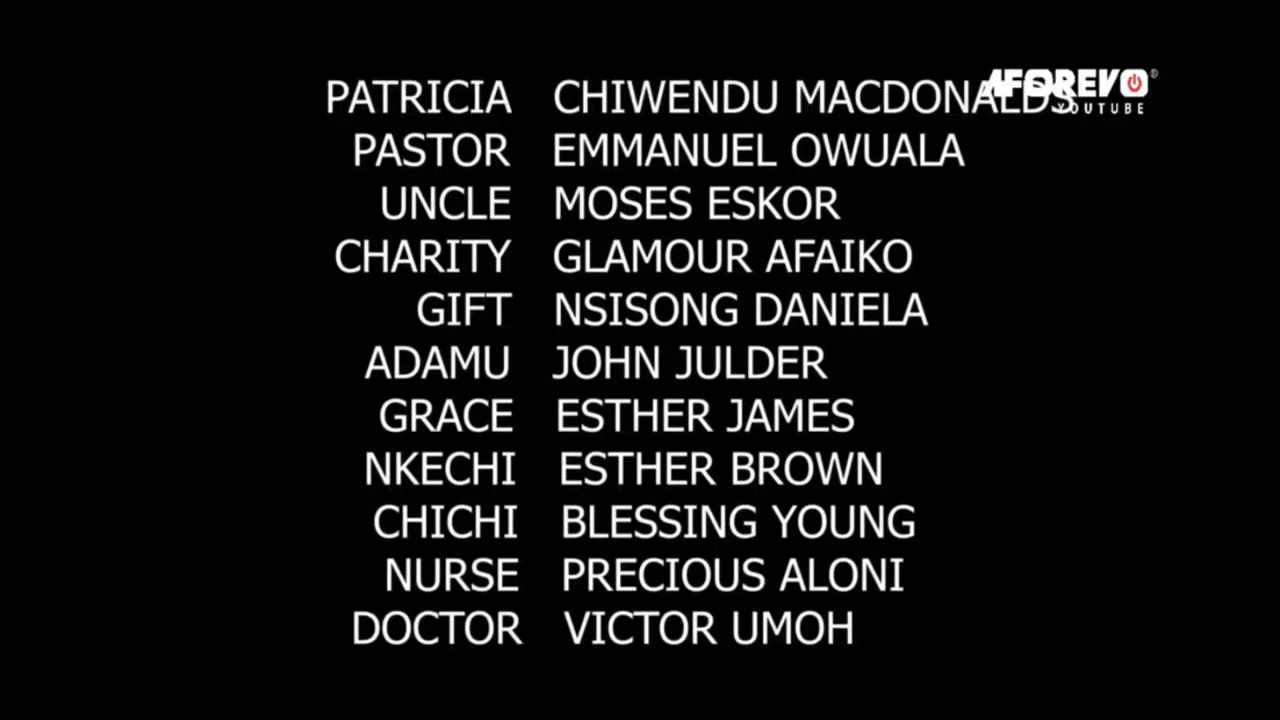 PATRICIA CHIWENDU MACDONALDS
AFOREVO®
YOUTUBE
PASTOR EMMANUEL OWUALA
UNCLE MOSES ESKOR
CHARITY GLAMOUR AFAIKO
GIFT NSISONG DANIELA
ADAMU JOHN JULDER
GRACE ESTHER JAMES
NKECHI ESTHER BROWN
CHICHI BLESSING YOUNG
NURSE PRECIOUS ALONI
DOCTOR VICTOR UMOH